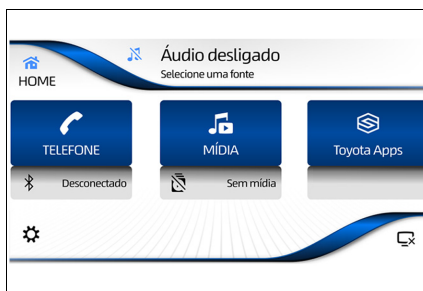 Áudio desligado
Selecione uma fonte
HOME
TELEFONE
MÍDIA
Toyota Apps
Desconectado
Sem mídia